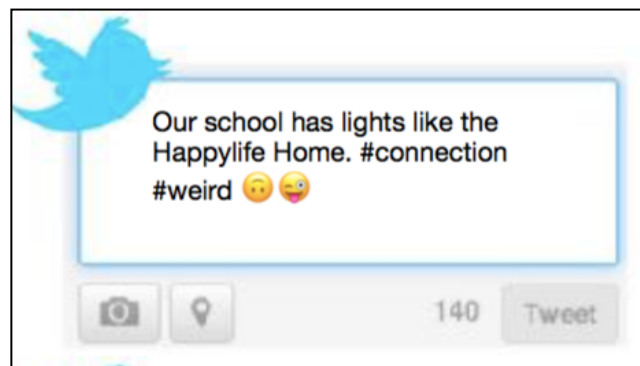 Our school has lights like the
Happylife Home. #connection
#weird 🙃😜
140 Tweet